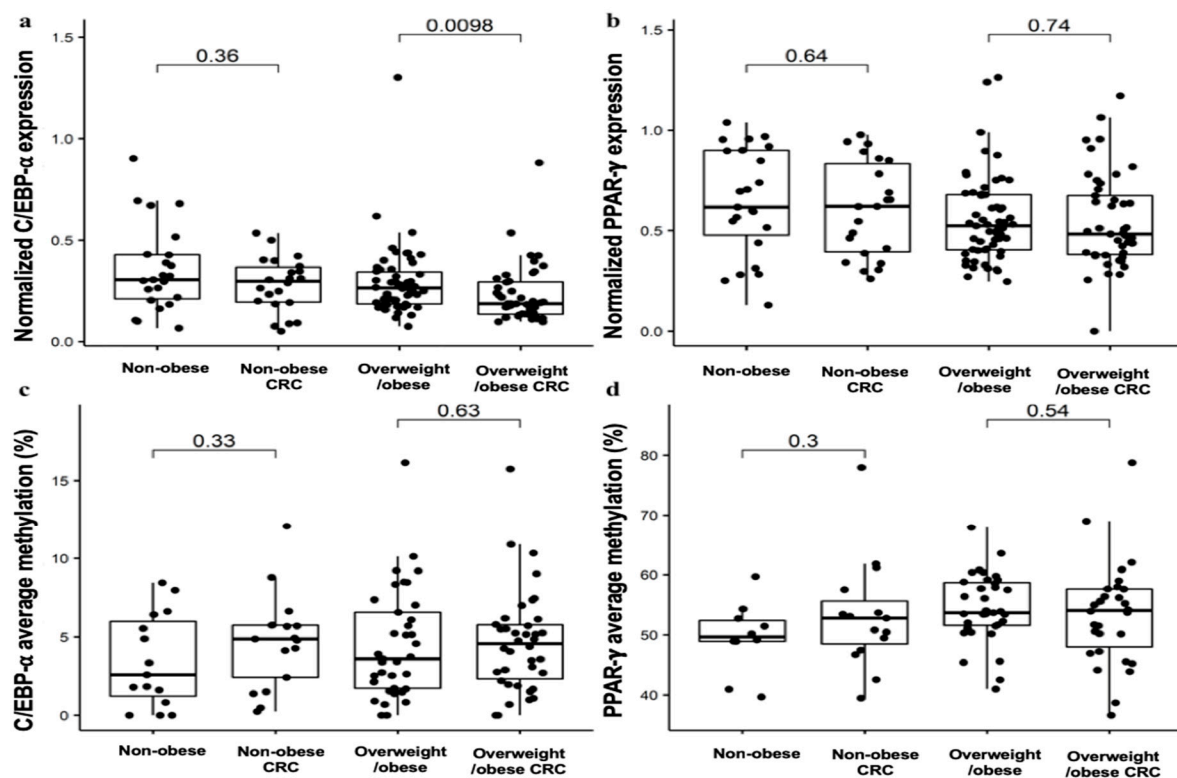 a
Normalized C/EBP-α expression
1.5
1.0
0.5
0.0
0.36
0.0098
Non-obese
Non-obese
CRC
Overweight
/obese
Overweight
/obese CRC
b
Normalized PPAR-γ expression
1.5
1.0
0.5
0.0
0.64
0.74
Non-obese
Non-obese
CRC
Overweight
/obese
Overweight
/obese CRC
c
C/EBP-α average methylation (%)
15
10
5
0
0.33
0.63
Non-obese
Non-obese
CRC
Overweight
/obese
Overweight
/obese CRC
d
PPAR-γ average methylation (%)
80
70
60
50
40
0.3
0.54
Non-obese
Non-obese
CRC
Overweight
/obese
Overweight
/obese CRC